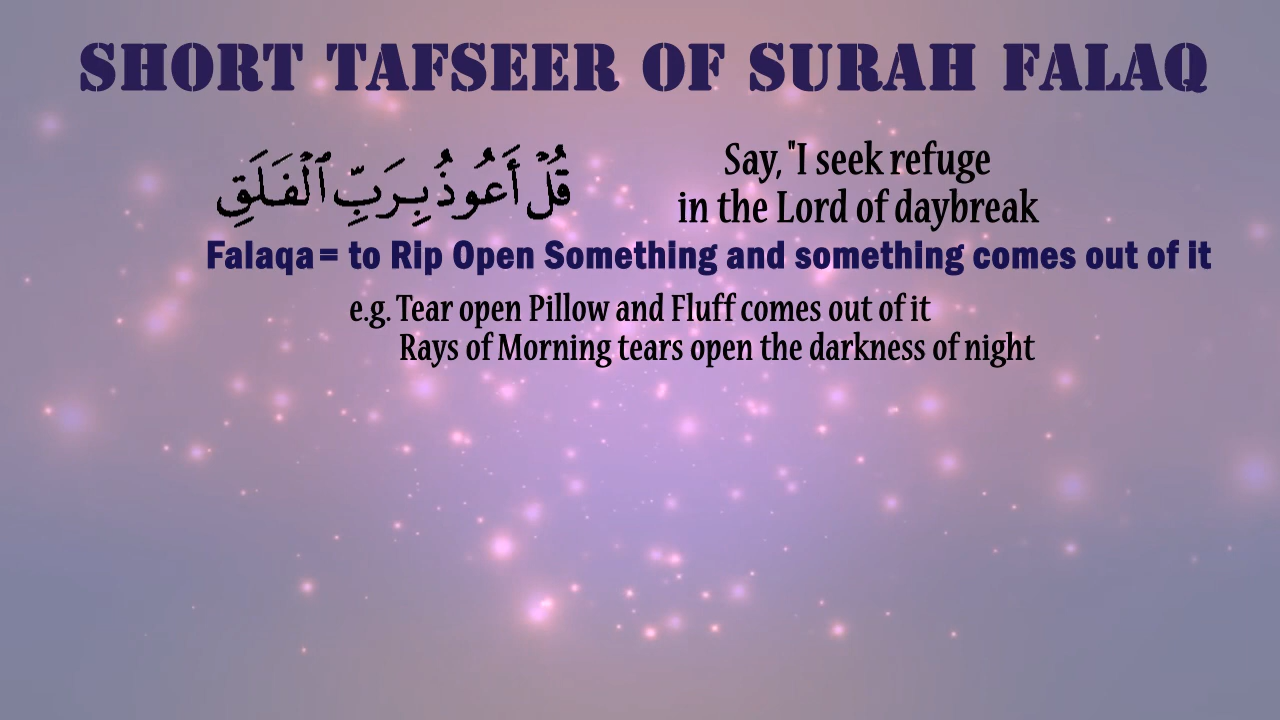 SHORT TAFSEER OF SURAH FALAQ
قُلۡ أَعُوذُ بِرَبِّ ٱلۡفَلَقِ
Say, "I seek refuge
in the Lord of daybreak
Falaqa= to Rip Open Something and something comes out of it
e.g. Tear open Pillow and Fluff comes out of it
Rays of Morning tears open the darkness of night